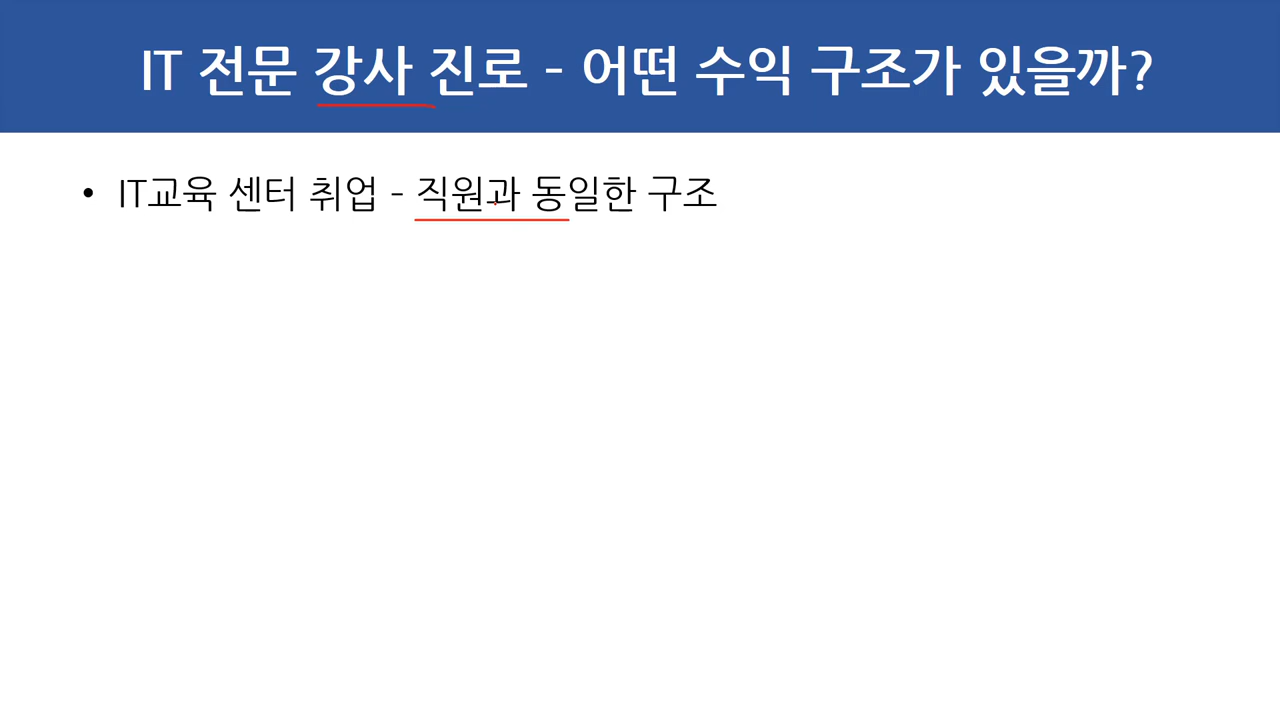 IT 전문 강사 진로 - 어떤 수익 구조가 있을까?
• IT교육 센터 취업 - 직원과 동일한 구조